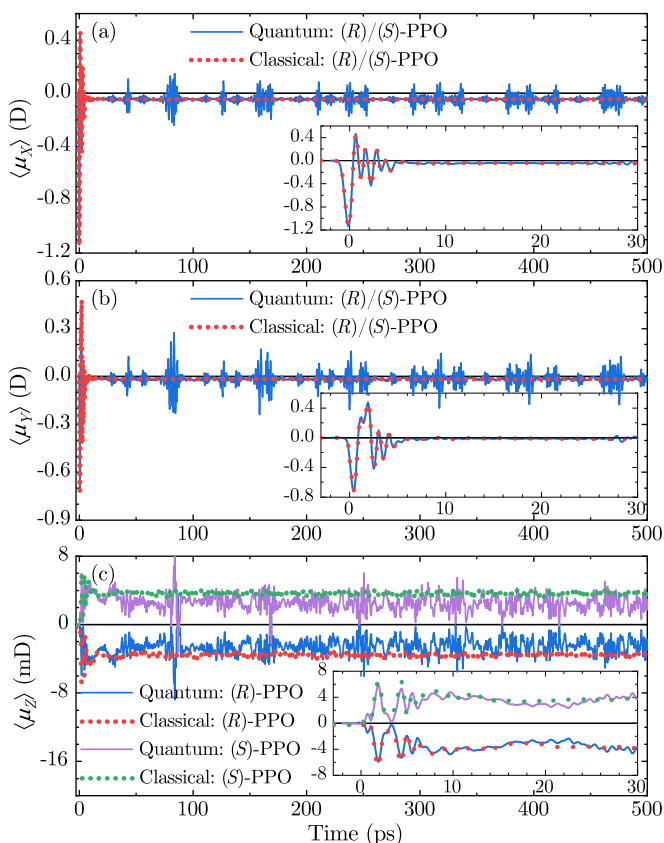 (a)
Quantum: (R)/(S)-PPO
Classical: (R)/(S)-PPO
⟨μX⟩ (D)
0.4
0.0
-0.4
-0.8
-1.2
0.4
0.0
-0.4
-0.8
-1.2
0 10 20 30
0 100 200 300 400 500
(b)
Quantum: (R)/(S)-PPO
Classical: (R)/(S)-PPO
⟨μY⟩ (D)
0.6
0.3
0.0
-0.3
-0.6
-0.9
0.4
0.0
-0.4
-0.8
0 10 20 30
0 100 200 300 400 500
(c)
⟨μZ⟩ (mD)
8
4
0
-4
-8
-16
Quantum: (R)-PPO
Classical: (R)-PPO
Quantum: (S)-PPO
Classical: (S)-PPO
8
4
0
-4
-8
0 10 20 30
0 100 200 300 400 500
Time (ps)